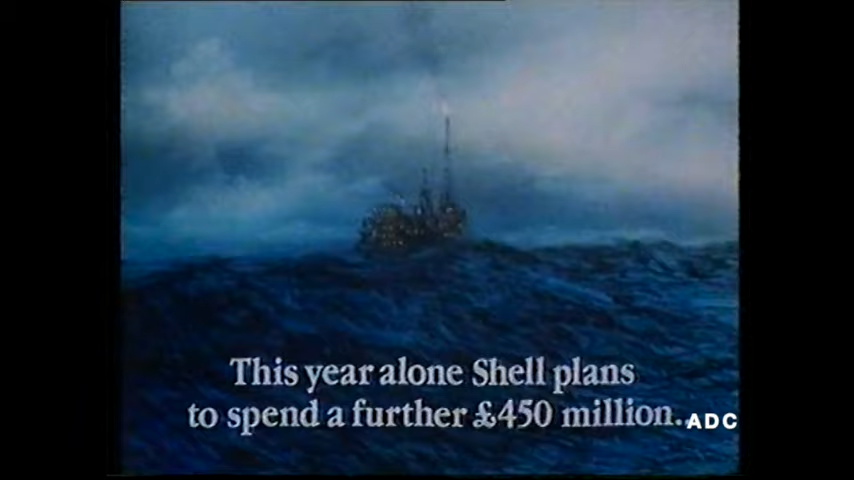 This year alone Shell plans
to spend a further £450 million..
ADC